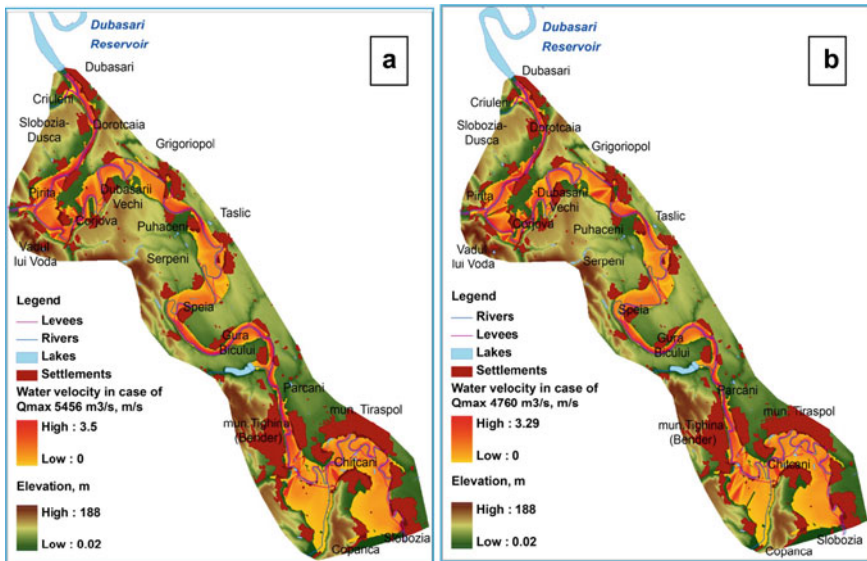 Dubasari
Reservoir
a
Dubasari
Criuleni
Slobozia-
Dusca
Dorotcaia
Grigoriopol
Pirita
Dubasarii
Vechi
Corjova
Taslic
Puhaceni
Vadul
lui Voda
Serpeni
Speia
Gura
Bicului
Parcani
mun. Tighina
(Bender)
mun. Tiraspol
Chitcani
Copanca
Slobozia
Legend
Levees
Rivers
Lakes
Settlements
Water velocity in case of
Qmax 5456 m3/s, m/s
High : 3.5
Low : 0
Elevation, m
High : 188
Low : 0.02
Dubasari
Reservoir
b
Dubasari
Criuleni
Slobozia-
Dusca
Dorotcaia
Grigoriopol
Pirita
Dubasarii
Vechi
Corjova
Taslic
Puhaceni
Vadul
lui Voda
Serpeni
Speia
Gura
Bicului
Parcani
mun. Tighina
(Bender)
mun. Tiraspol
Chitcani
Copanca
Slobozia
Legend
Rivers
Levees
Lakes
Settlements
Water velocity in case of
Qmax 4760 m3/s, m/s
High : 3.29
Low : 0
Elevation, m
High : 188
Low : 0.02